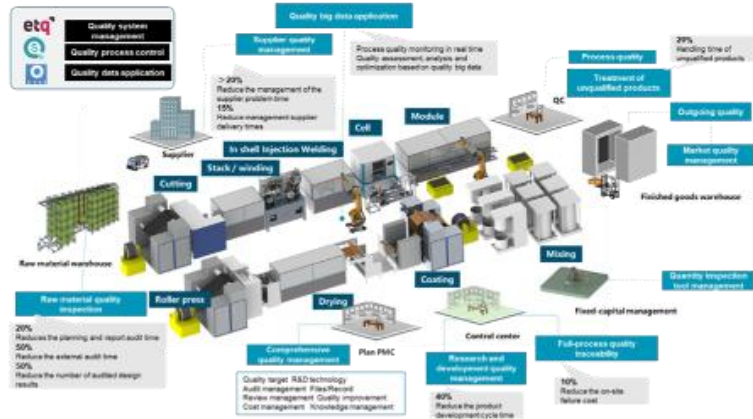 etq
Quality system
management
Quality process control
Quality data application
Quality big data application
Process quality monitoring in real time
Quality assessment, analysis and
optimization based on quality big data
Supplier quality
management
> 20%
Reduce the management of the
supplier problem time
15%
Reduce management supplier
delivery times
Supplier
Process quality
Treatment of
unqualified products
20%
Handling time of
unqualified products
QC
Outgoing quality
Market quality
management
Finished goods warehouse
Module
Cell
In shell Injection Welding
Stack / winding
Cutting
Raw material warehouse
Raw material quality
inspection
20%
Reduces the planning and report audit time
50%
Reduce the external audit time
50%
Reduce the number of audited design
results
Roller press
Drying
Coating
Mixing
Quantity inspection
tool management
Fixed-capital management
Plan PMC
Control center
Comprehensive
quality management
Quality target R&D technology
Audit management Files/Record
Review management Quality improvement
Cost management Knowledge management
Research and
development quality
management
40%
Reduce the product
development cycle time
Full-process quality
traceability
10%
Reduce the on-site
failure cost